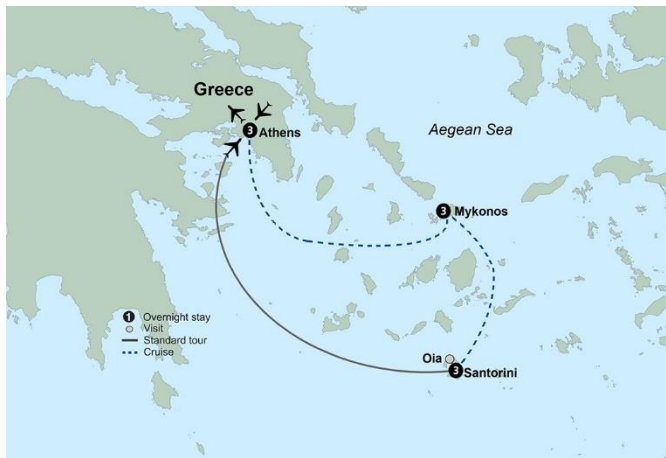 Greece
3 Athens
Aegean Sea
3 Mykonos
1 Overnight stay
Visit
Standard tour
Cruise
Oia
3 Santorini